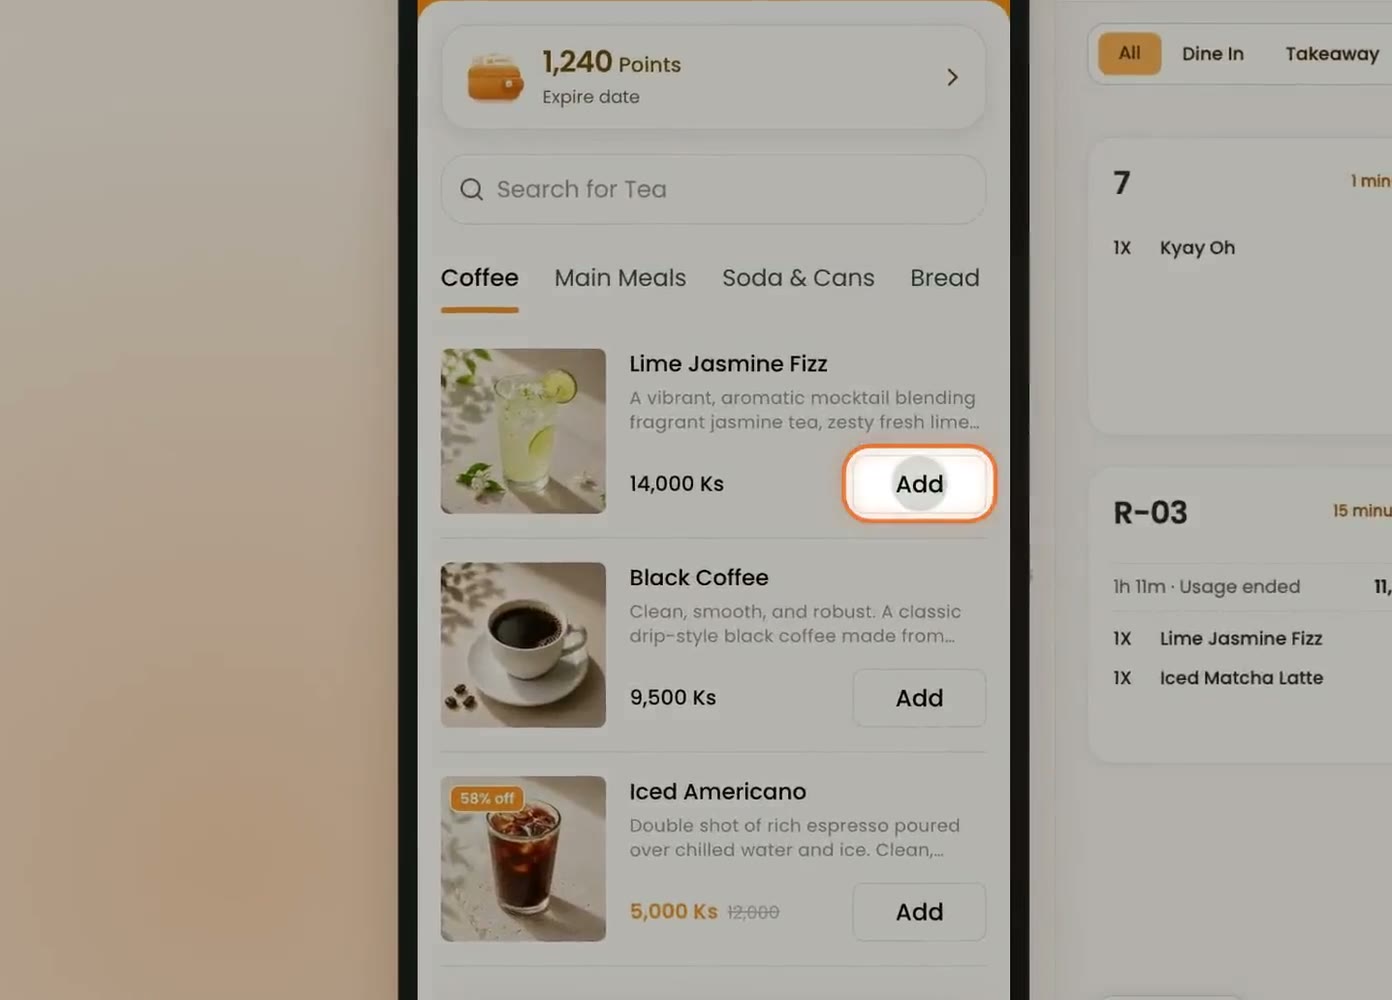 1,240 Points
Expire date
Search for Tea
Coffee
Main Meals
Soda & Cans
Bread
Lime Jasmine Fizz
A vibrant, aromatic mocktail blending
fragrant jasmine tea, zesty fresh lime...
14,000 Ks
Add
Black Coffee
Clean, smooth, and robust. A classic
drip-style black coffee made from...
9,500 Ks
Add
58% off
Iced Americano
Double shot of rich espresso poured
over chilled water and ice. Clean,...
5,000 Ks 12,000
Add
All
Dine In
Takeaway
7
1 min
1X Kyay Oh
R-03
15 minu
1h 11m · Usage ended
11,
1X Lime Jasmine Fizz
1X Iced Matcha Latte